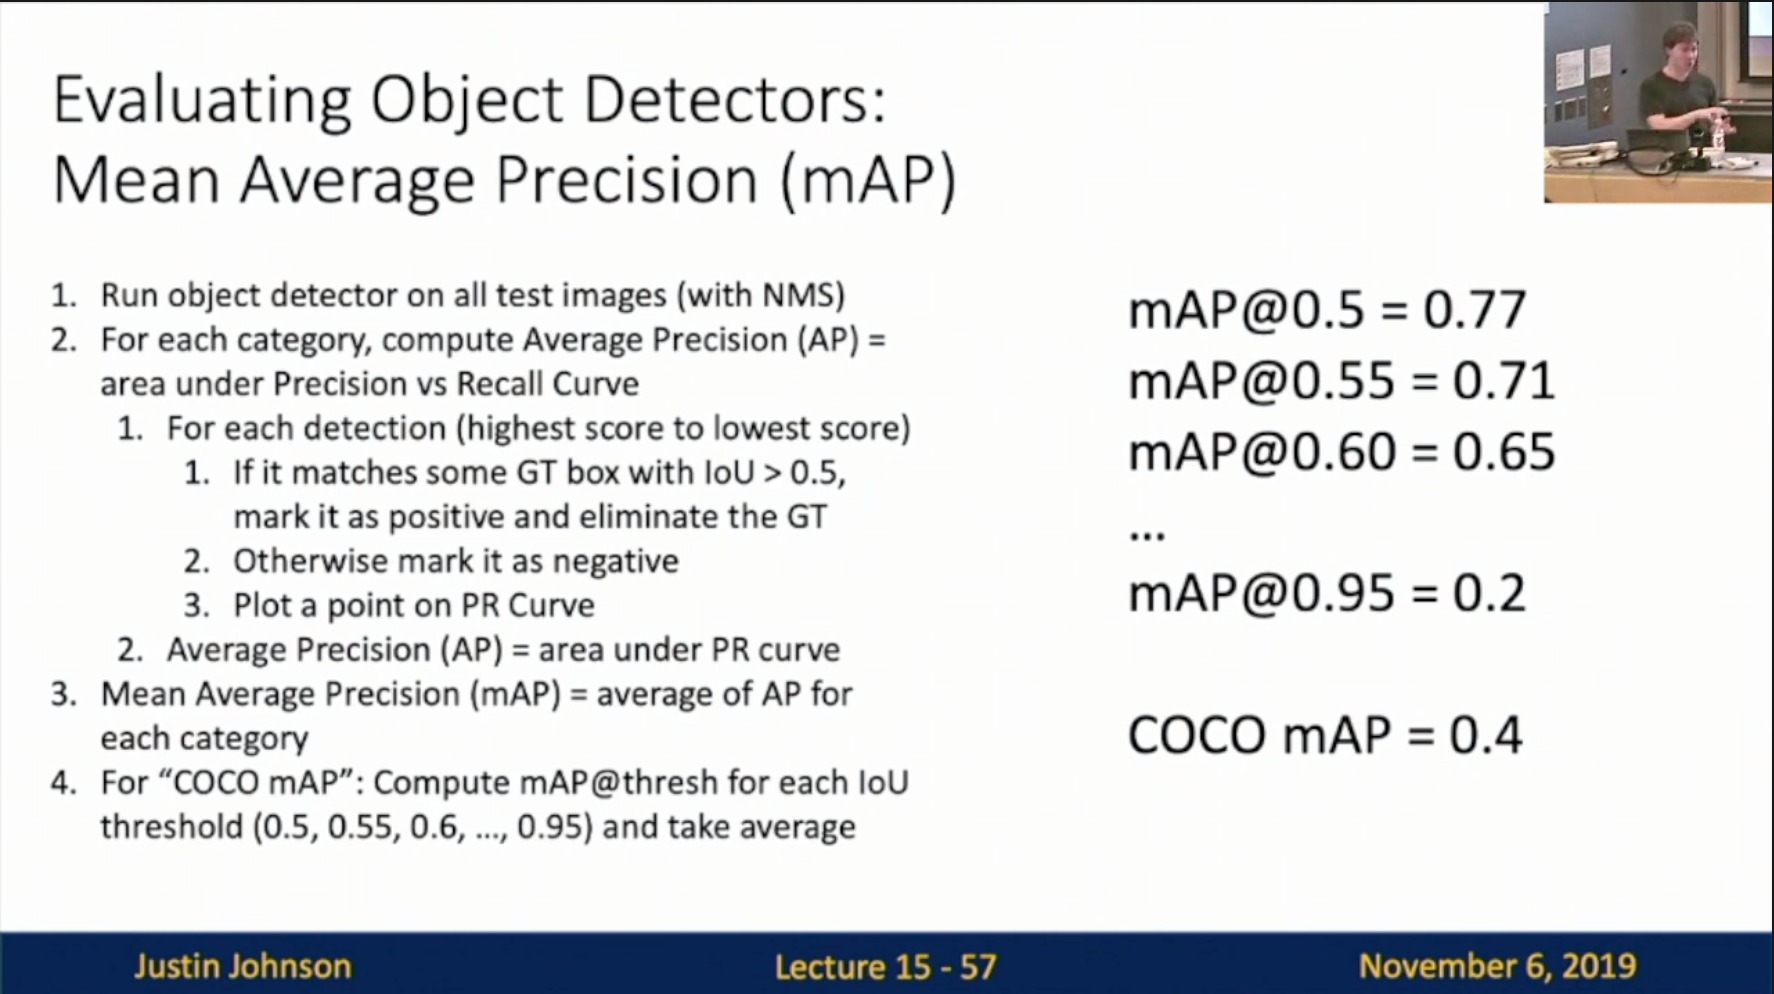 Evaluating Object Detectors:
Mean Average Precision (mAP)
1. Run object detector on all test images (with NMS)
2. For each category, compute Average Precision (AP) =
area under Precision vs Recall Curve
1. For each detection (highest score to lowest score)
1. If it matches some GT box with IoU > 0.5,
mark it as positive and eliminate the GT
2. Otherwise mark it as negative
3. Plot a point on PR Curve
2. Average Precision (AP) = area under PR curve
3. Mean Average Precision (mAP) = average of AP for
each category
4. For “COCO mAP”: Compute mAP@thresh for each IoU
threshold (0.5, 0.55, 0.6, ..., 0.95) and take average
mAP@0.5 = 0.77
mAP@0.55 = 0.71
mAP@0.60 = 0.65
...
mAP@0.95 = 0.2
COCO mAP = 0.4
Justin Johnson
Lecture 15 - 57
November 6, 2019